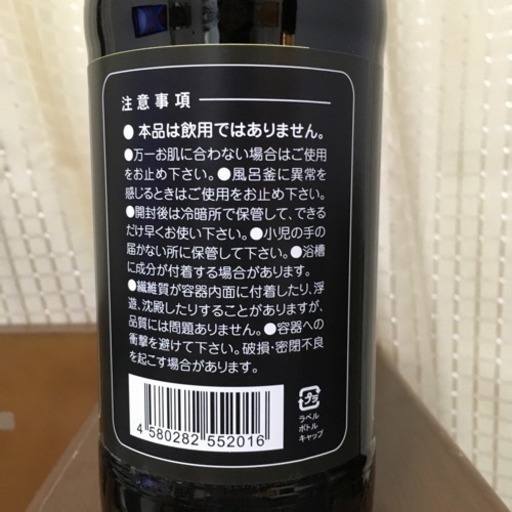 注意事項
● 本品は飲用ではありません。
●万一お肌に合わない場合はご使用
をお止め下さい。●風呂釜に異常を
感じるときはご使用をお止め下さい。
●開封後は冷暗所で保管して、できる
だけ早くお使い下さい。●小児の手の
届かない所に保管して下さい。●浴槽
に成分が付着する場合があります。
●繊維質が容器内面に付着したり、浮
遊、沈殿したりすることがありますが、
品質には問題ありません。●容器への
衝撃を避けて下さい。破損・密閉不良
を起こす場合があります。
4 580282 552016
プラ
ラベル
ボトル
キャップ